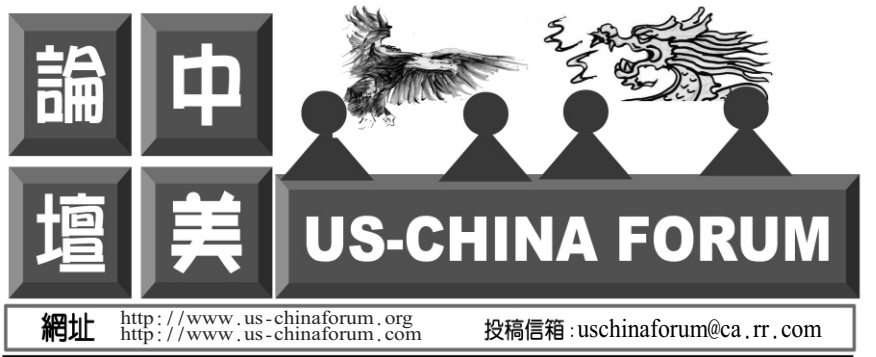 中美
論壇
US-CHINA FORUM
網址
http://www.us-chinaforum.org
http://www.us-chinaforum.com
投稿信箱:uschinaforum@ca.rr.com